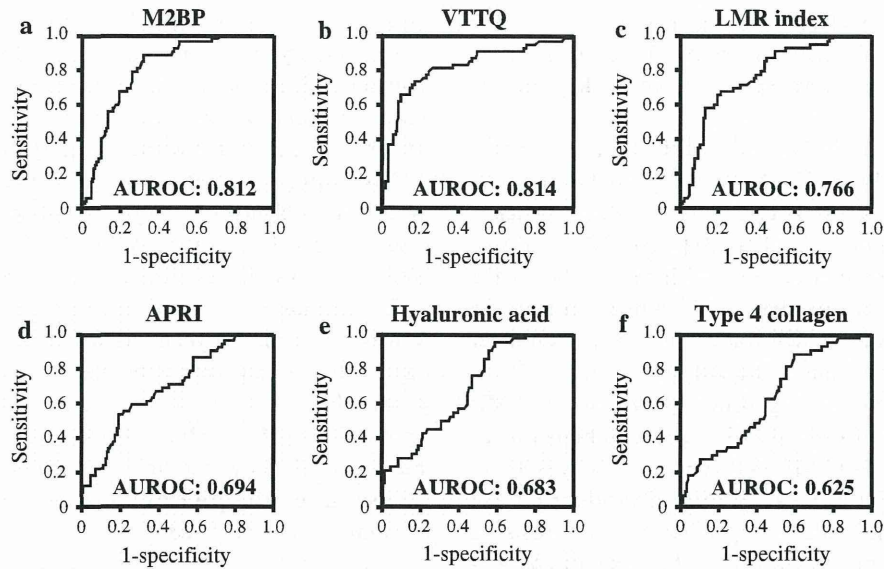 a
M2BP
1.0
0.8
0.6
0.4
0.2
0
Sensitivity
AUROC: 0.812
0 0.2 0.4 0.6 0.8 1.0
1-specificity
b
VTTQ
1.0
0.8
0.6
0.4
0.2
0
Sensitivity
AUROC: 0.814
0 0.2 0.4 0.6 0.8 1.0
1-specificity
c
LMR index
1.0
0.8
0.6
0.4
0.2
0
Sensitivity
AUROC: 0.766
0 0.2 0.4 0.6 0.8 1.0
1-specificity
d
APRI
1.0
0.8
0.6
0.4
0.2
0
Sensitivity
AUROC: 0.694
0 0.2 0.4 0.6 0.8 1.0
1-specificity
e
Hyaluronic acid
1.0
0.8
0.6
0.4
0.2
0
Sensitivity
AUROC: 0.683
0 0.2 0.4 0.6 0.8 1.0
1-specificity
f
Type 4 collagen
1.0
0.8
0.6
0.4
0.2
0
Sensitivity
AUROC: 0.625
0 0.2 0.4 0.6 0.8 1.0
1-specificity